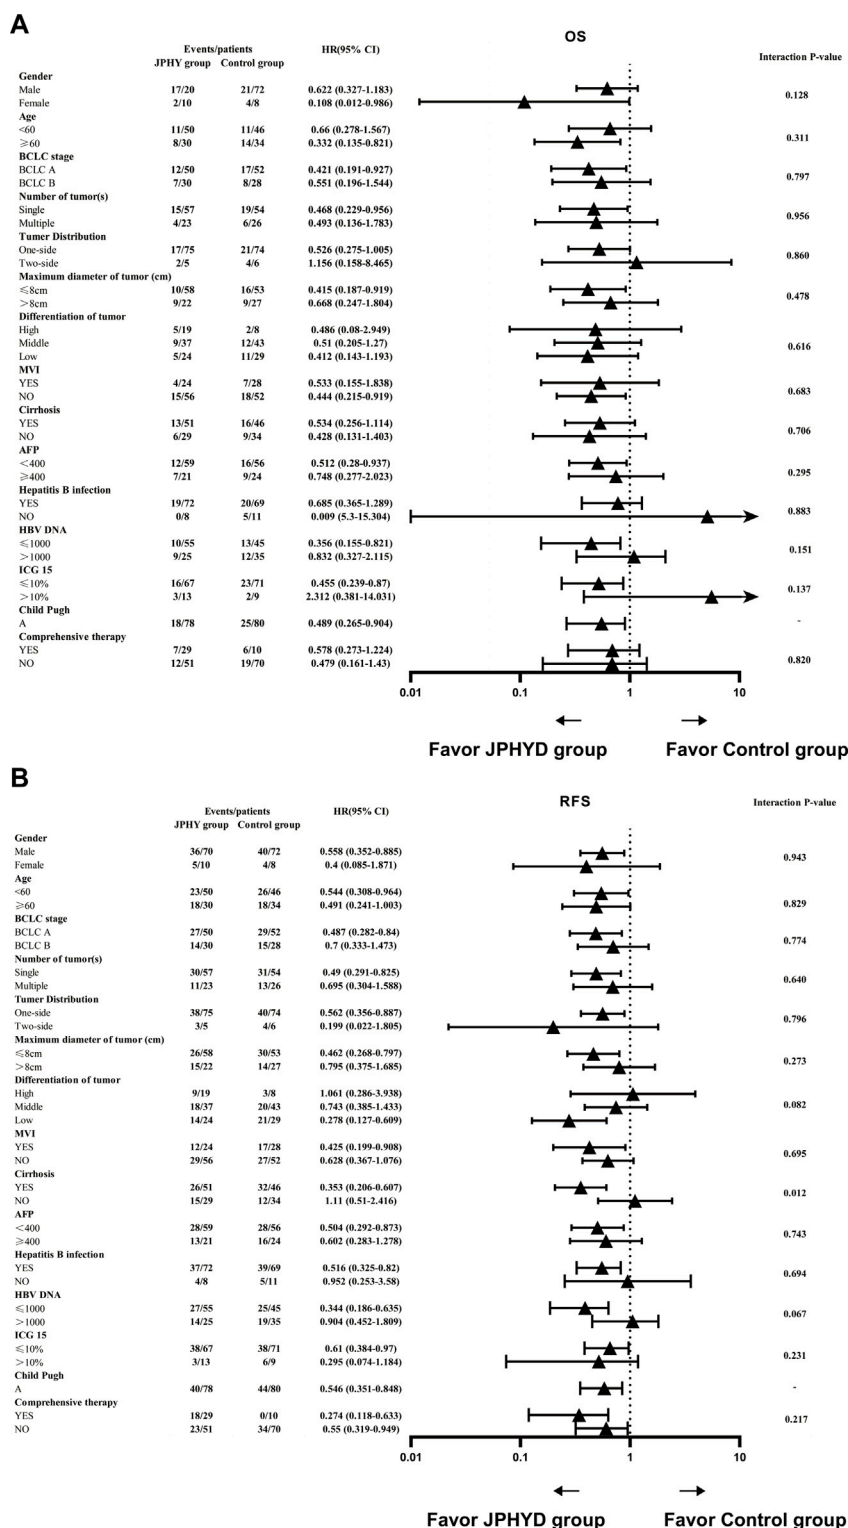 A
OS
Events/patients HR(95% CI) Interaction P-value
JPHY group Control group
Gender
Male 17/20 21/72 0.622 (0.327-1.183)
0.128
Female 2/10 4/8 0.108 (0.012-0.986)
Age
<60 11/50 11/46 0.66 (0.278-1.567)
0.311
≥60 8/30 14/34 0.332 (0.135-0.821)
BCLC stage
BCLC A 12/50 17/52 0.421 (0.191-0.927)
0.797
BCLC B 7/30 8/28 0.551 (0.196-1.544)
Number of tumor(s)
Single 15/57 19/54 0.468 (0.229-0.956)
0.956
Multiple 4/23 6/26 0.493 (0.136-1.783)
Tumer Distribution
One-side 17/75 21/74 0.526 (0.275-1.005)
0.860
Two-side 2/5 4/6 1.156 (0.158-8.465)
Maximum diameter of tumor (cm)
≤8cm 10/58 16/53 0.415 (0.187-0.919)
0.478
>8cm 9/22 9/27 0.668 (0.247-1.804)
Differentiation of tumor
High 5/19 2/8 0.486 (0.08-2.949)
Middle 9/37 12/43 0.51 (0.205-1.27)
0.616
Low 5/24 11/29 0.412 (0.143-1.193)
MVI
YES 4/24 7/28 0.533 (0.155-1.838)
0.683
NO 15/56 18/52 0.444 (0.215-0.919)
Cirrhosis
YES 13/51 16/46 0.534 (0.256-1.114)
0.706
NO 6/29 9/34 0.428 (0.131-1.403)
AFP
<400 12/59 16/56 0.512 (0.28-0.937)
0.295
≥400 7/21 9/24 0.748 (0.277-2.023)
Hepatitis B infection
YES 19/72 20/69 0.685 (0.365-1.289)
0.883
NO 0/8 5/11 0.009 (5.3-15.304)
HBV DNA
≤1000 10/55 13/45 0.356 (0.155-0.821)
0.151
>1000 9/25 12/35 0.832 (0.327-2.115)
ICG 15
≤10% 16/67 23/71 0.455 (0.239-0.87)
0.137
>10% 3/13 2/9 2.312 (0.381-14.031)
Child Pugh
A 18/78 25/80 0.489 (0.265-0.904) -
Comprehensive therapy
YES 7/29 6/10 0.578 (0.273-1.224)
0.820
NO 12/51 19/70 0.479 (0.161-1.43)
0.01 0.1 1 10
Favor JPHYD group Favor Control group
B
RFS
Events/patients HR(95% CI) Interaction P-value
JPHY group Control group
Gender
Male 36/70 40/72 0.558 (0.352-0.885)
0.943
Female 5/10 4/8 0.4 (0.085-1.871)
Age
<60 23/50 26/46 0.544 (0.308-0.964)
0.829
≥60 18/30 18/34 0.491 (0.241-1.003)
BCLC stage
BCLC A 27/50 29/52 0.487 (0.282-0.84)
0.774
BCLC B 14/30 15/28 0.7 (0.333-1.473)
Number of tumor(s)
Single 30/57 31/54 0.49 (0.291-0.825)
0.640
Multiple 11/23 13/26 0.695 (0.304-1.588)
Tumer Distribution
One-side 38/75 40/74 0.562 (0.356-0.887)
0.796
Two-side 3/5 4/6 0.199 (0.022-1.805)
Maximum diameter of tumor (cm)
≤8cm 26/58 30/53 0.462 (0.268-0.797)
0.273
>8cm 15/22 14/27 0.795 (0.375-1.685)
Differentiation of tumor
High 9/19 3/8 1.061 (0.286-3.938)
Middle 18/37 20/43 0.743 (0.385-1.433)
0.082
Low 14/24 21/29 0.278 (0.127-0.609)
MVI
YES 12/24 17/28 0.425 (0.199-0.908)
0.695
NO 29/56 27/52 0.628 (0.367-1.076)
Cirrhosis
YES 26/51 32/46 0.353 (0.206-0.607)
0.012
NO 15/29 12/34 1.11 (0.51-2.416)
AFP
<400 28/59 28/56 0.504 (0.292-0.873)
0.743
≥400 13/21 16/24 0.602 (0.283-1.278)
Hepatitis B infection
YES 37/72 39/69 0.516 (0.325-0.82)
0.694
NO 4/8 5/11 0.952 (0.253-3.58)
HBV DNA
≤1000 27/55 25/45 0.344 (0.186-0.635)
0.067
>1000 14/25 19/35 0.904 (0.452-1.809)
ICG 15
≤10% 38/67 38/71 0.61 (0.384-0.97)
0.231
>10% 3/13 6/9 0.295 (0.074-1.184)
Child Pugh
A 40/78 44/80 0.546 (0.351-0.848) -
Comprehensive therapy
YES 18/29 0/10 0.274 (0.118-0.633)
0.217
NO 23/51 34/70 0.55 (0.319-0.949)
0.01 0.1 1 10
Favor JPHYD group Favor Control group